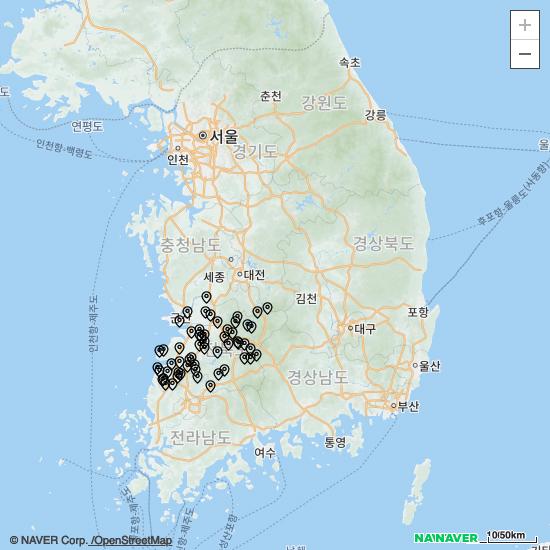 +
−
속초
춘천
강원도
강릉
도
연평도
서울
인천
경기도
인천항-백령도
울
후포항-울릉도(사동항)
충청남도
경상북도
세종
대전
김천
인천항-제주도
포항
대구
울산
경상남도
부산
전라남도
여수
통영
© NAVER Corp. /OpenStreetMap
NAVER
10/50km